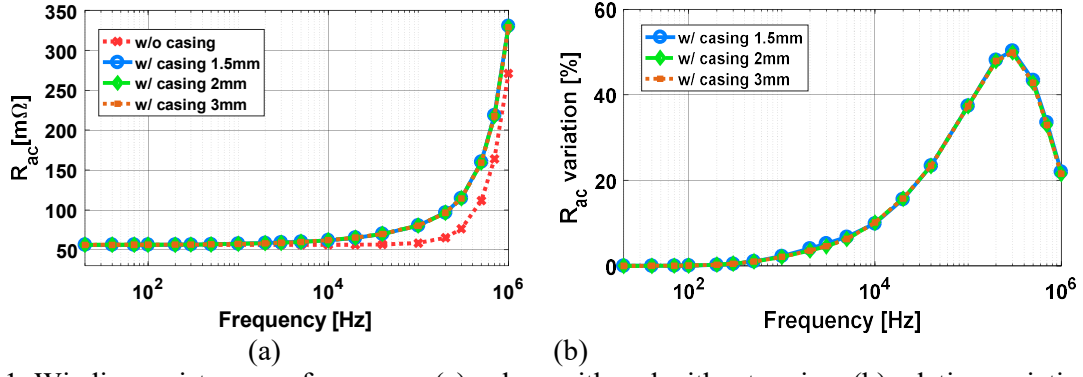 350
300
250
200
150
100
50
R_ac[mΩ]
w/o casing
w/ casing 1.5mm
w/ casing 2mm
w/ casing 3mm
10^2
10^4
10^6
Frequency [Hz]
(a)
60
40
20
0
R_ac variation [%]
w/ casing 1.5mm
w/ casing 2mm
w/ casing 3mm
10^2
10^4
10^6
Frequency [Hz]
(b)